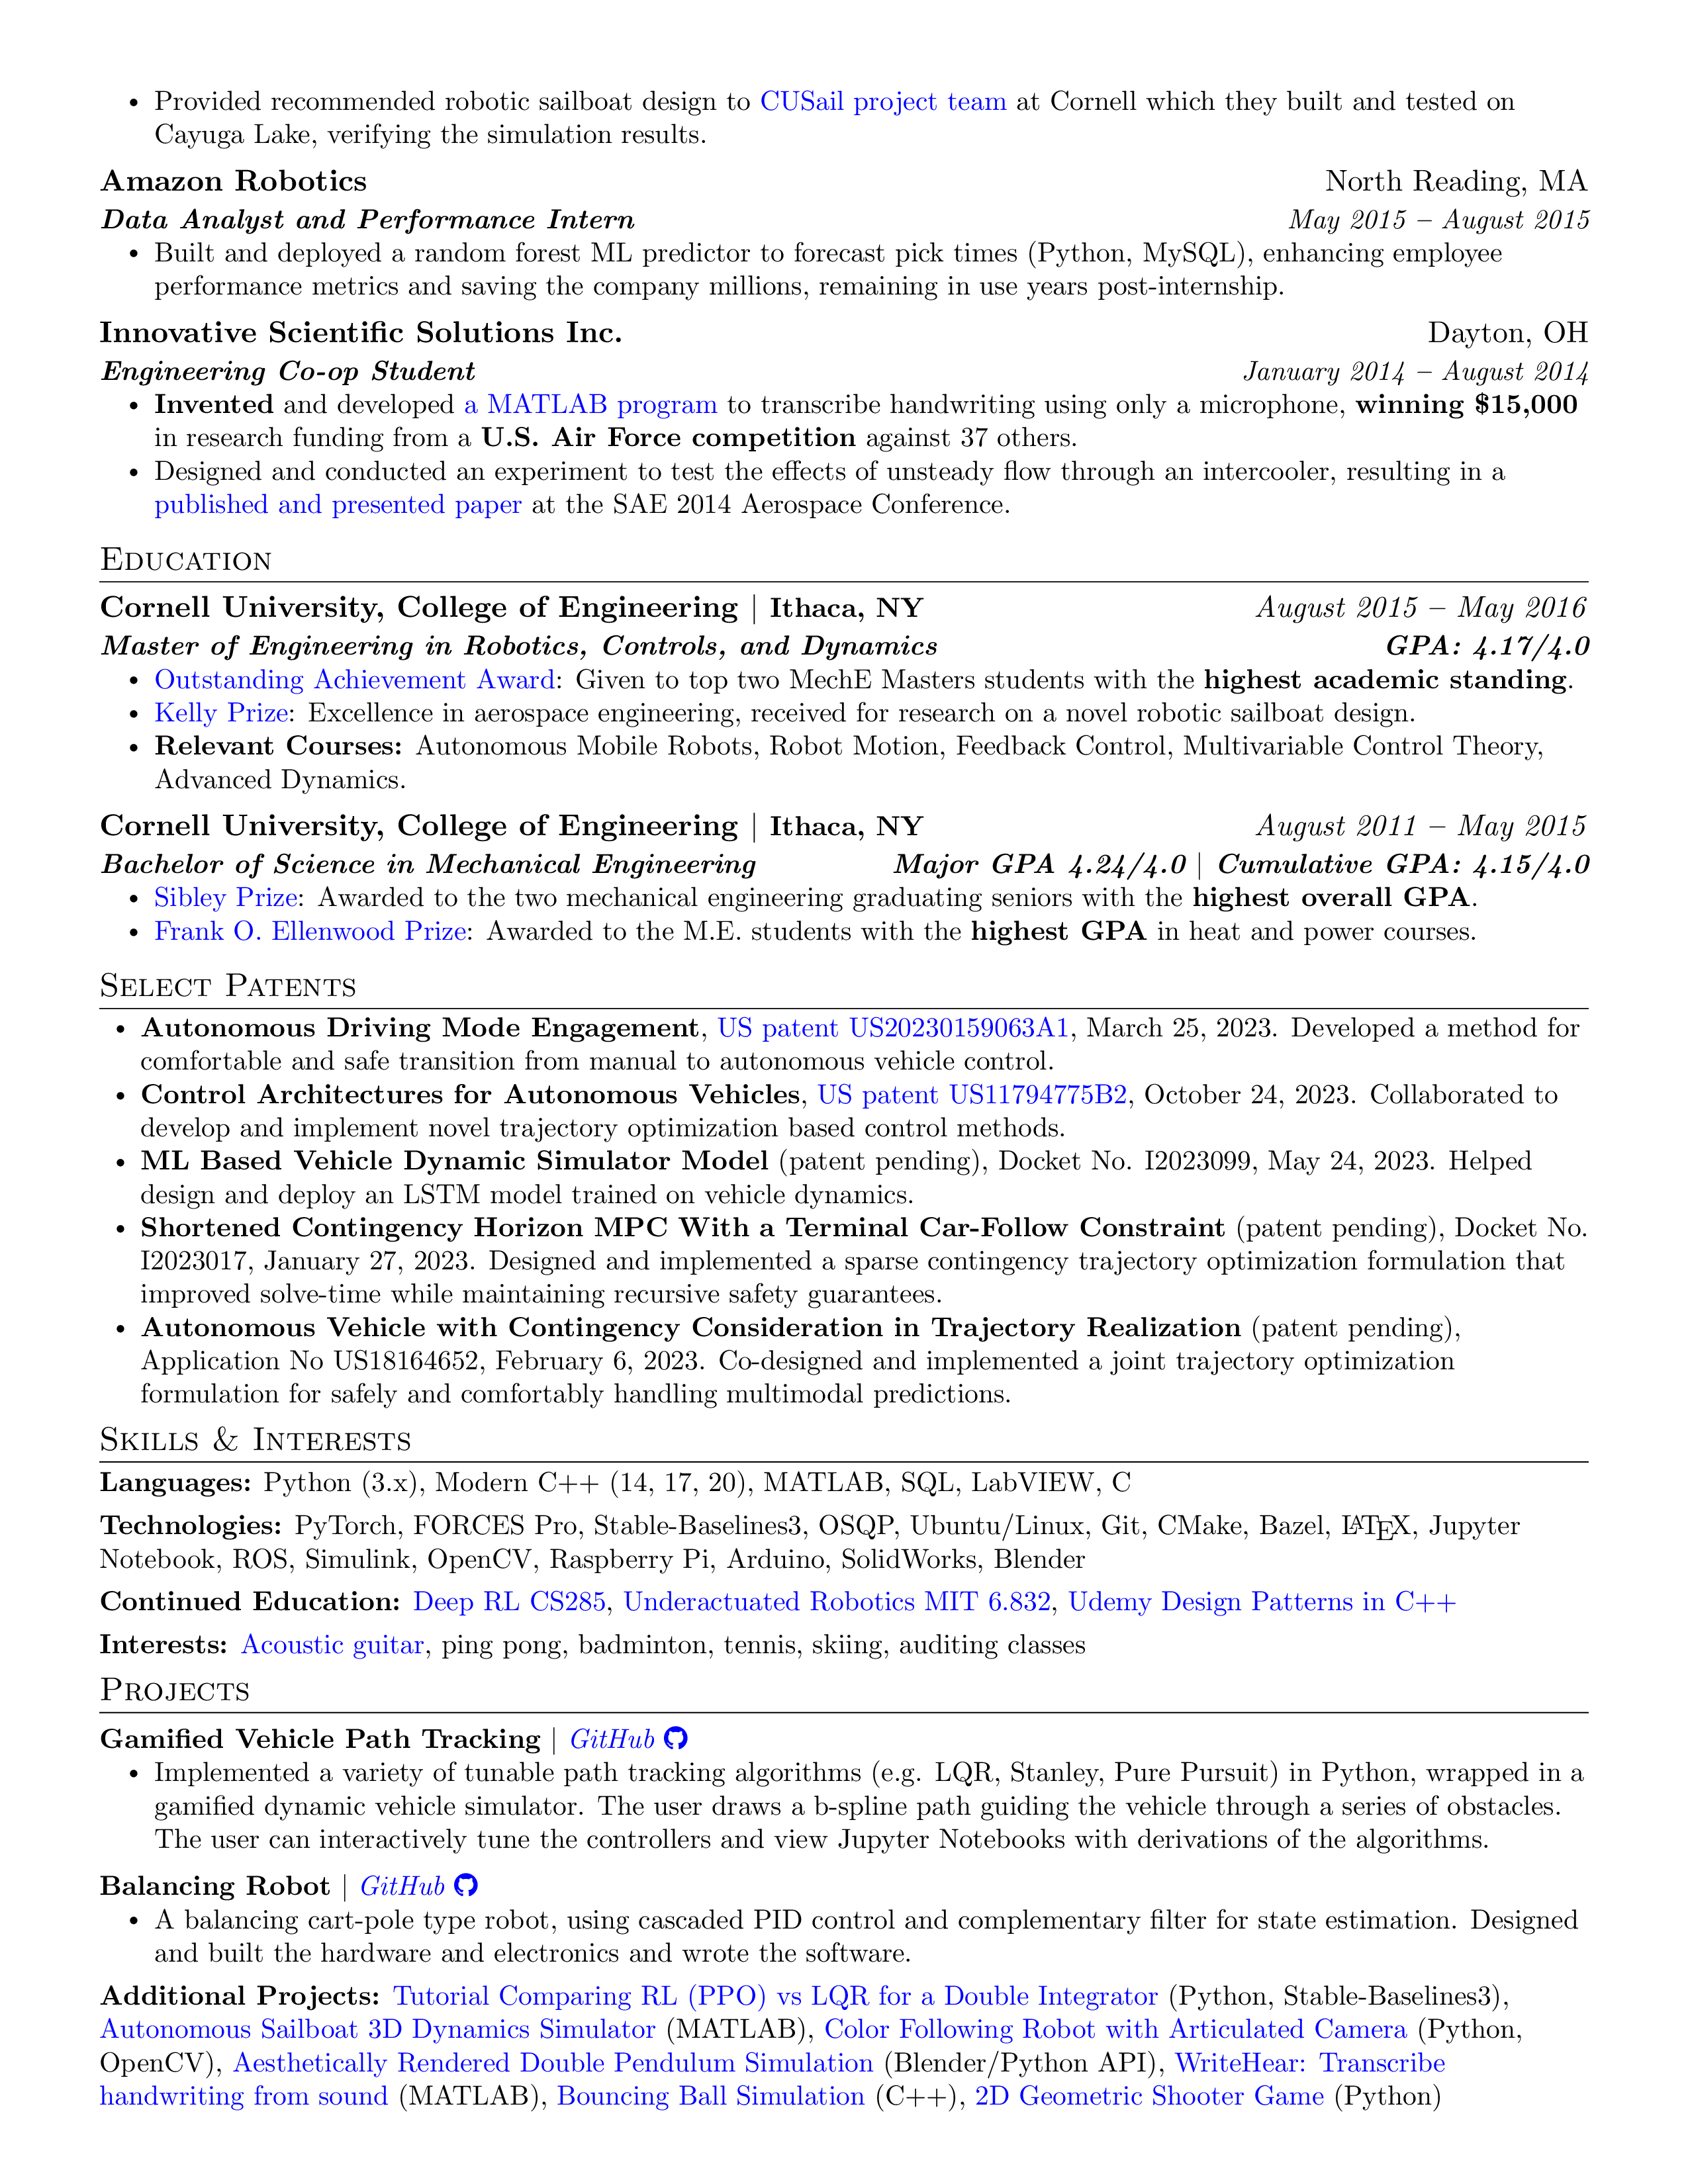 • Provided recommended robotic sailboat design to CUSail project team at Cornell which they built and tested on
Cayuga Lake, verifying the simulation results.
Amazon Robotics North Reading, MA
Data Analyst and Performance Intern May 2015 – August 2015
• Built and deployed a random forest ML predictor to forecast pick times (Python, MySQL), enhancing employee
performance metrics and saving the company millions, remaining in use years post-internship.
Innovative Scientific Solutions Inc. Dayton, OH
Engineering Co-op Student January 2014 – August 2014
• Invented and developed a MATLAB program to transcribe handwriting using only a microphone, winning $15,000
in research funding from a U.S. Air Force competition against 37 others.
• Designed and conducted an experiment to test the effects of unsteady flow through an intercooler, resulting in a
published and presented paper at the SAE 2014 Aerospace Conference.
Education
Cornell University, College of Engineering | Ithaca, NY August 2015 – May 2016
Master of Engineering in Robotics, Controls, and Dynamics GPA: 4.17/4.0
• Outstanding Achievement Award: Given to top two MechE Masters students with the highest academic standing.
• Kelly Prize: Excellence in aerospace engineering, received for research on a novel robotic sailboat design.
• Relevant Courses: Autonomous Mobile Robots, Robot Motion, Feedback Control, Multivariable Control Theory,
Advanced Dynamics.
Cornell University, College of Engineering | Ithaca, NY August 2011 – May 2015
Bachelor of Science in Mechanical Engineering Major GPA 4.24/4.0 | Cumulative GPA: 4.15/4.0
• Sibley Prize: Awarded to the two mechanical engineering graduating seniors with the highest overall GPA.
• Frank O. Ellenwood Prize: Awarded to the M.E. students with the highest GPA in heat and power courses.
Select Patents
• Autonomous Driving Mode Engagement, US patent US20230159063A1, March 25, 2023. Developed a method for
comfortable and safe transition from manual to autonomous vehicle control.
• Control Architectures for Autonomous Vehicles, US patent US11794775B2, October 24, 2023. Collaborated to
develop and implement novel trajectory optimization based control methods.
• ML Based Vehicle Dynamic Simulator Model (patent pending), Docket No. I2023099, May 24, 2023. Helped
design and deploy an LSTM model trained on vehicle dynamics.
• Shortened Contingency Horizon MPC With a Terminal Car-Follow Constraint (patent pending), Docket No.
I2023017, January 27, 2023. Designed and implemented a sparse contingency trajectory optimization formulation that
improved solve-time while maintaining recursive safety guarantees.
• Autonomous Vehicle with Contingency Consideration in Trajectory Realization (patent pending),
Application No US18164652, February 6, 2023. Co-designed and implemented a joint trajectory optimization
formulation for safely and comfortably handling multimodal predictions.
Skills & Interests
Languages: Python (3.x), Modern C++ (14, 17, 20), MATLAB, SQL, LabVIEW, C
Technologies: PyTorch, FORCES Pro, Stable-Baselines3, OSQP, Ubuntu/Linux, Git, CMake, Bazel, LATEX, Jupyter
Notebook, ROS, Simulink, OpenCV, Raspberry Pi, Arduino, SolidWorks, Blender
Continued Education: Deep RL CS285, Underactuated Robotics MIT 6.832, Udemy Design Patterns in C++
Interests: Acoustic guitar, ping pong, badminton, tennis, skiing, auditing classes
Projects
Gamified Vehicle Path Tracking | GitHub
• Implemented a variety of tunable path tracking algorithms (e.g. LQR, Stanley, Pure Pursuit) in Python, wrapped in a
gamified dynamic vehicle simulator. The user draws a b-spline path guiding the vehicle through a series of obstacles.
The user can interactively tune the controllers and view Jupyter Notebooks with derivations of the algorithms.
Balancing Robot | GitHub
• A balancing cart-pole type robot, using cascaded PID control and complementary filter for state estimation. Designed
and built the hardware and electronics and wrote the software.
Additional Projects: Tutorial Comparing RL (PPO) vs LQR for a Double Integrator (Python, Stable-Baselines3),
Autonomous Sailboat 3D Dynamics Simulator (MATLAB), Color Following Robot with Articulated Camera (Python,
OpenCV), Aesthetically Rendered Double Pendulum Simulation (Blender/Python API), WriteHear: Transcribe
handwriting from sound (MATLAB), Bouncing Ball Simulation (C++), 2D Geometric Shooter Game (Python)